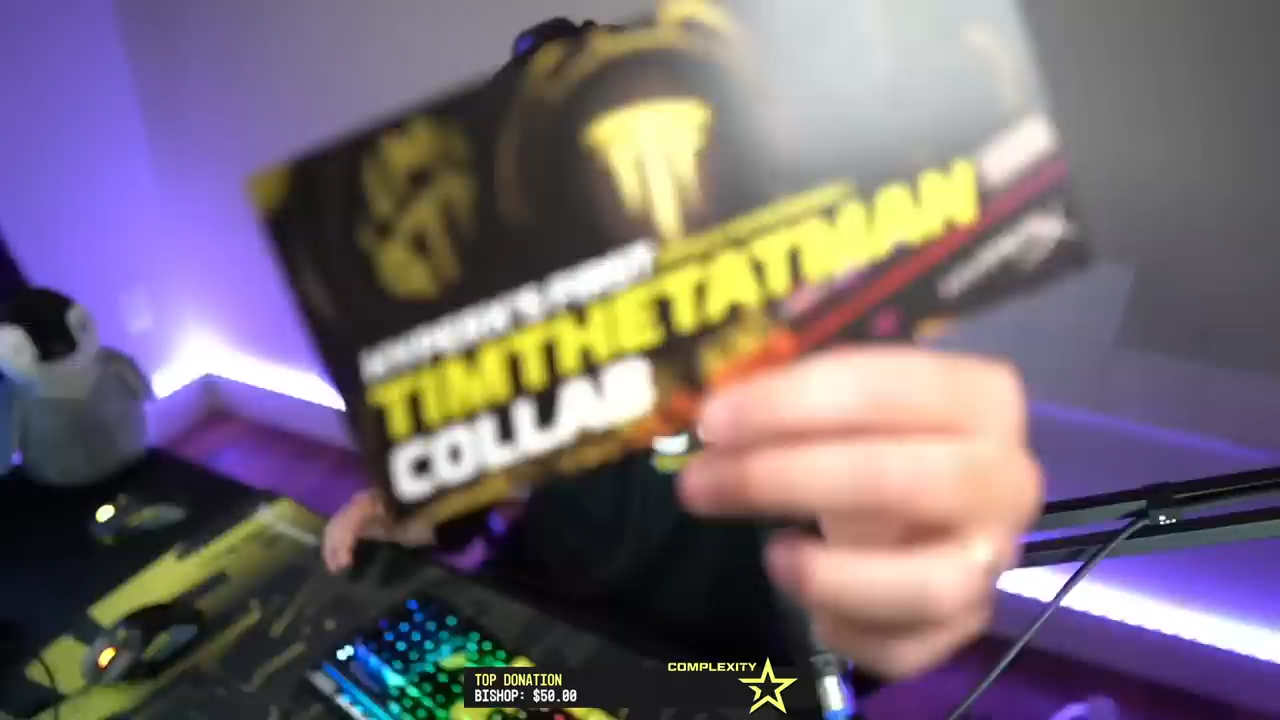 TIMTHETATMAN
COLLAB
COMPLEXITY
TOP DONATION
BISHOP: $50.00